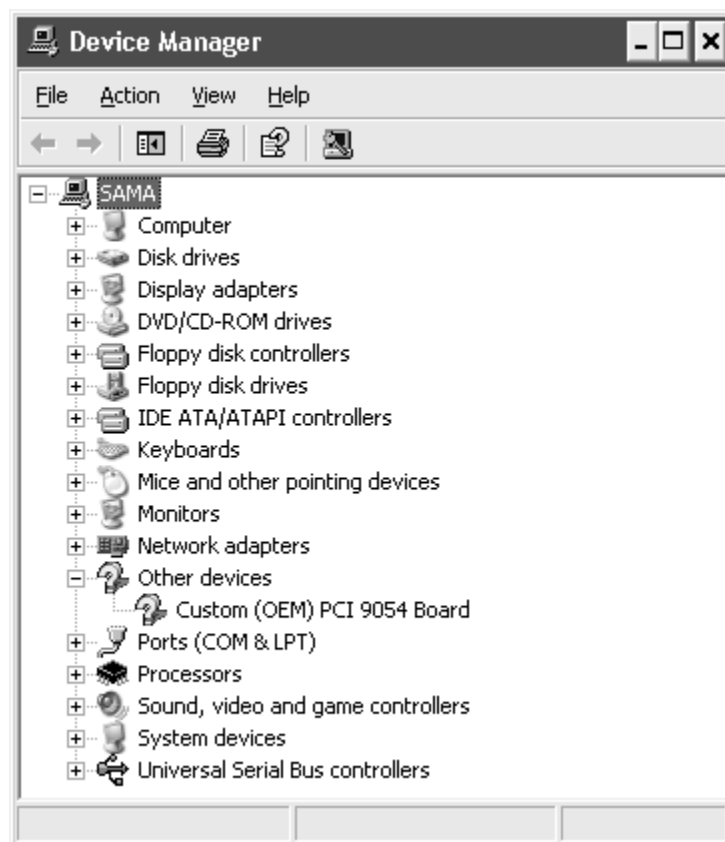 Device Manager
File Action View Help
SAMA
Computer
Disk drives
Display adapters
DVD/CD-ROM drives
Floppy disk controllers
Floppy disk drives
IDE ATA/ATAPI controllers
Keyboards
Mice and other pointing devices
Monitors
Network adapters
Other devices
Custom (OEM) PCI 9054 Board
Ports (COM & LPT)
Processors
Sound, video and game controllers
System devices
Universal Serial Bus controllers